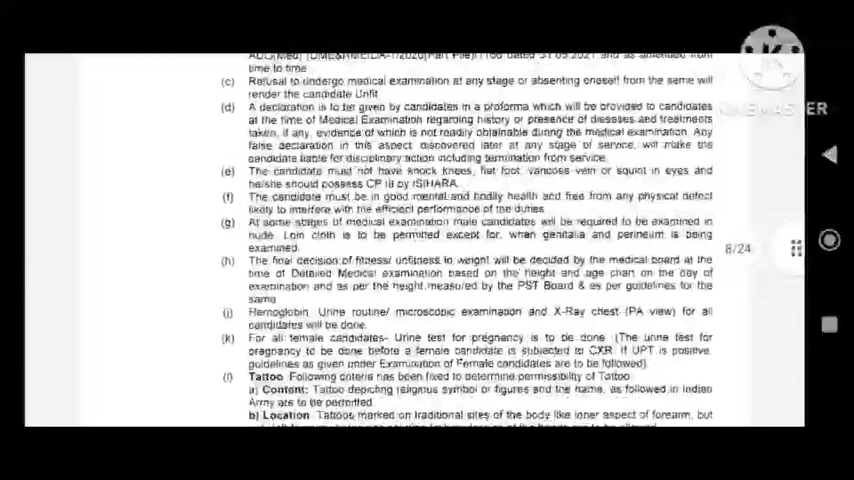 time to time
(c) Refusal to undergo medical examination at any stage or absenting oneself from the same will
render the candidate Unfit
(d) A declaration is to be given by candidates in a proforma which will be provided to candidates
at the time of Medical Examination regarding history or presence of diseases and treatments
taken, if any, evidence of which is not readily obtainable during the medical examination. Any
false declaration in this aspect discovered later at any stage of service, will make the
candidate liable for disciplinary action including termination from service.
(e) The candidate must not have knock knees, flat foot, varicose vein or squint in eyes and
he/she should possess CP III by ISIHARA.
(f) The candidate must be in good mental and bodily health and free from any physical defect
likely to interfere with the efficient performance of the duties
(g) At some stages of medical examination male candidates will be required to be examined in
nude. Loin cloth is to be permitted except for, when genitalia and perineum is being
examined.
(h) The final decision of fitness/ unfitness in weight will be decided by the medical board at the
time of Detailed Medical examination based on the height and age chart on the day of
examination and as per the height measured by the PST Board & as per guidelines for the
same
(j) Hemoglobin, Urine routine/ microscopic examination and X-Ray chest (PA view) for all
candidates will be done.
(k) For all female candidates- Urine test for pregnancy is to be done. (The urine test for
pregnancy to be done before a female candidate is subjected to CXR. If UPT is positive,
guidelines as given under Examination of Female candidates are to be followed)
(l) Tattoo Following criteria has been fixed to determine permissibility of Tattoo
a) Content: Tattoo depicting religious symbol or figures and the name, as followed in Indian
Army are to be permitted
b) Location Tattoos marked on traditional sites of the body like inner aspect of forearm, but
8/24
KINEMASTER